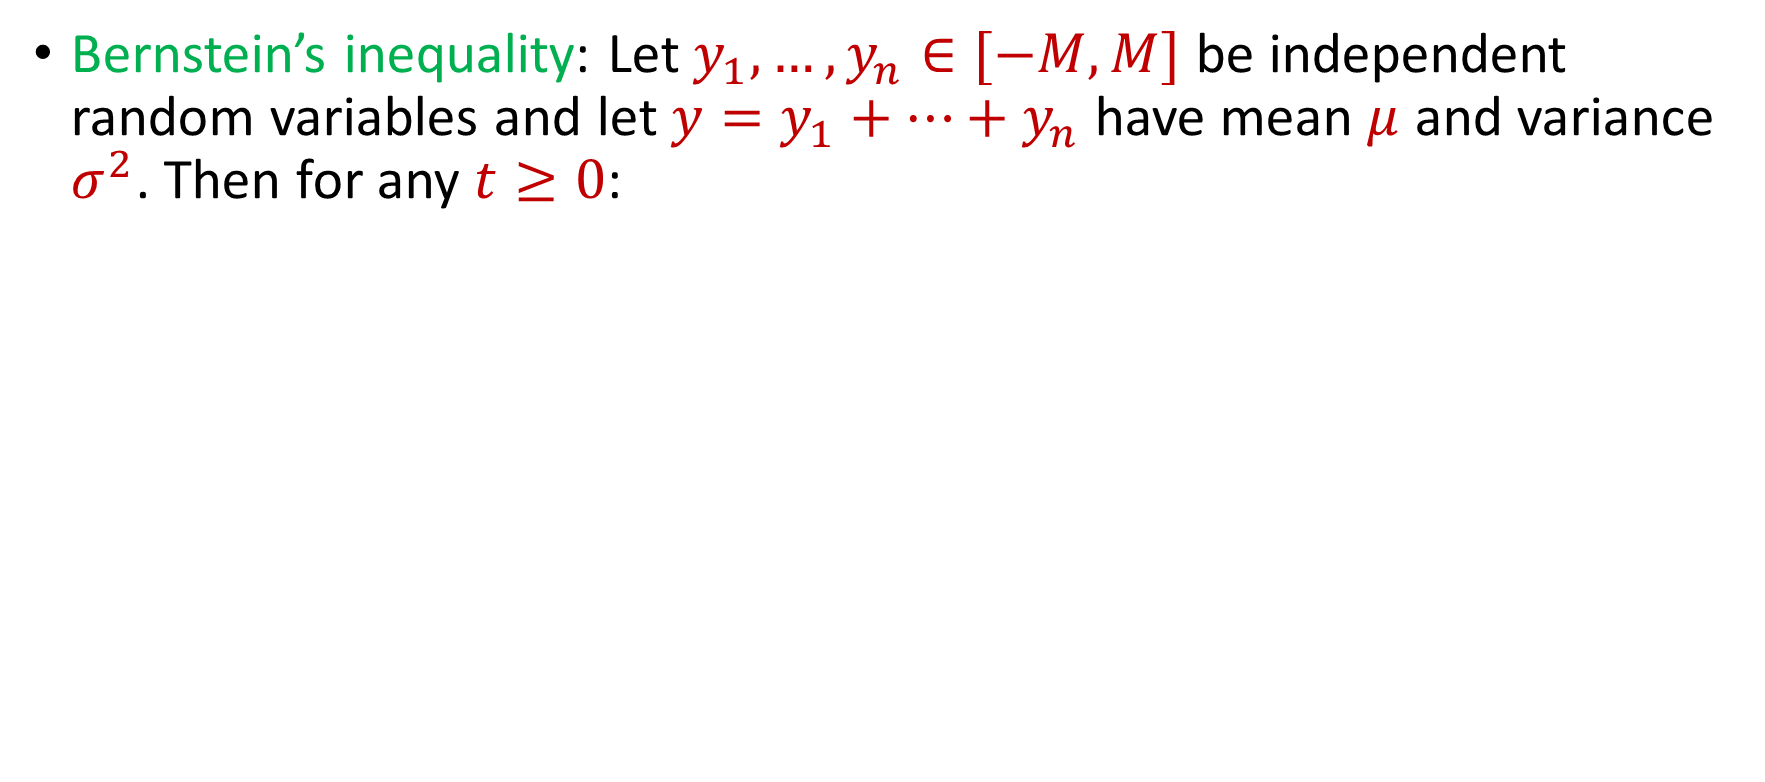 • Bernstein’s inequality: Let y₁, … , yₙ ∈ [−M, M] be independent
random variables and let y = y₁ + ⋯ + yₙ have mean μ and variance
σ². Then for any t ≥ 0: